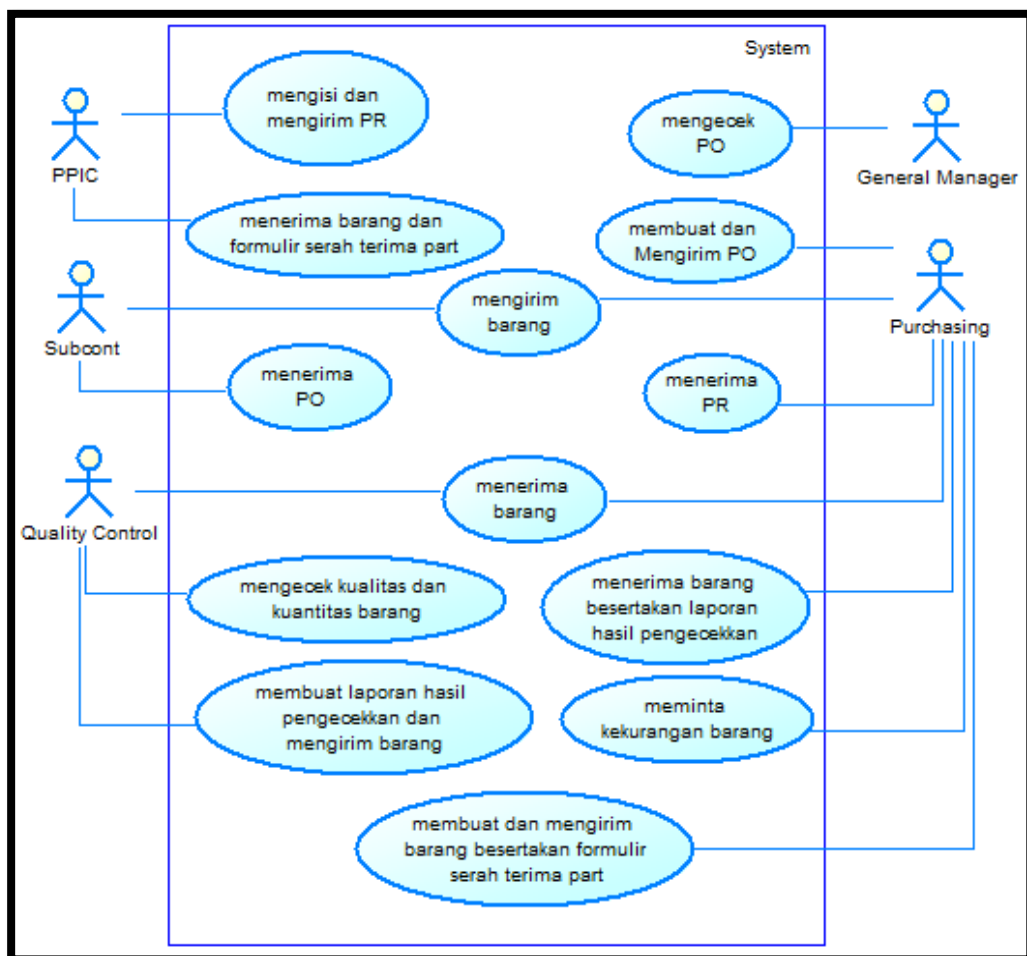 System
mengisi dan
mengirim PR
mengecek
PO
PPIC
General Manager
menerima barang dan
formulir serah terima part
membuat dan
Mengirim PO
mengirim
barang
Subcont
Purchasing
menerima
PO
menerima
PR
menerima
barang
Quality Control
mengecek kualitas dan
kuantitas barang
menerima barang
besertakan laporan
hasil pengecekkan
membuat laporan hasil
pengecekkan dan
mengirim barang
meminta
kekurangan barang
membuat dan mengirim
barang besertakan formulir
serah terima part